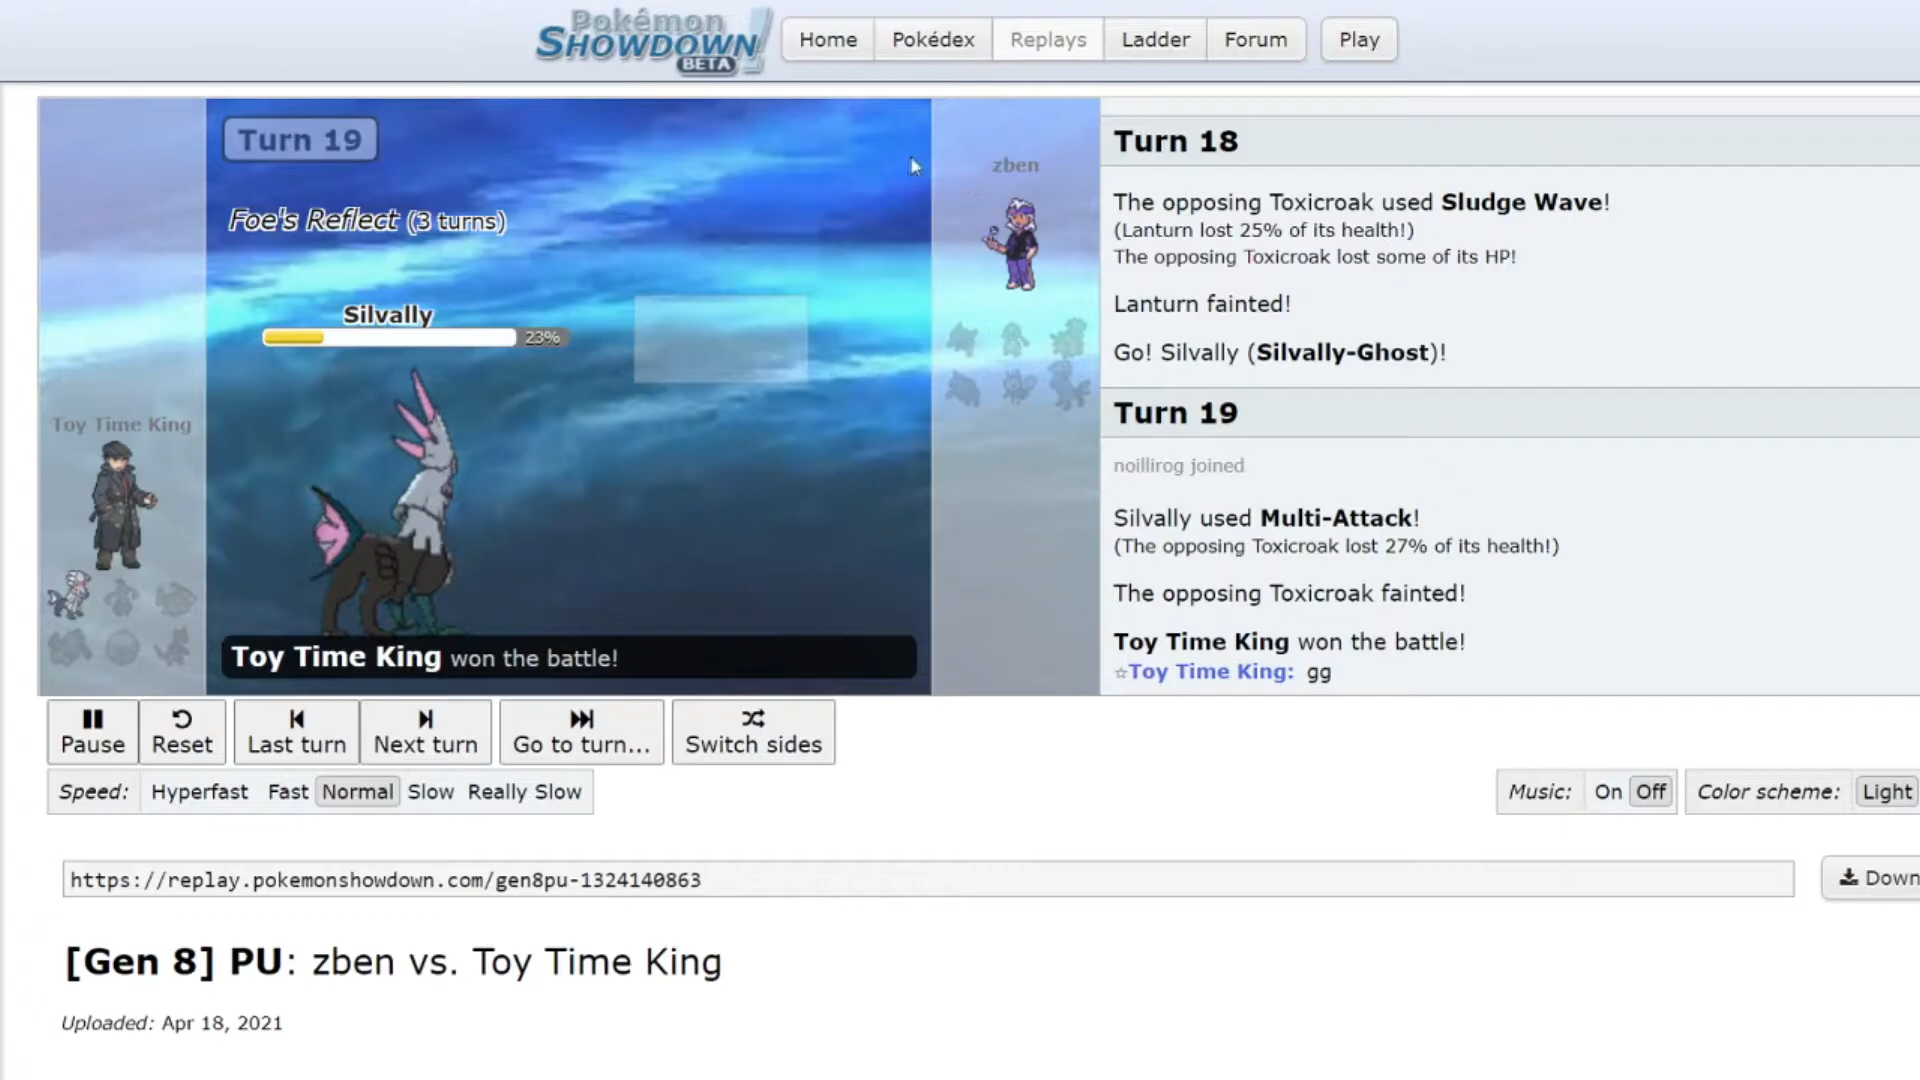 Pokémon
SHOWDOWN!
BETA
Home
Pokédex
Replays
Ladder
Forum
Play
Turn 19
Foe's Reflect (3 turns)
Silvally
23%
Toy Time King
zben
Toy Time King won the battle!
Turn 18
The opposing Toxicroak used Sludge Wave!
(Lanturn lost 25% of its health!)
The opposing Toxicroak lost some of its HP!
Lanturn fainted!
Go! Silvally (Silvally-Ghost)!
Turn 19
noillirog joined
Silvally used Multi-Attack!
(The opposing Toxicroak lost 27% of its health!)
The opposing Toxicroak fainted!
Toy Time King won the battle!
☆Toy Time King: gg
Pause
Reset
Last turn
Next turn
Go to turn...
Switch sides
Speed: Hyperfast Fast Normal Slow Really Slow
Music: On Off
Color scheme: Light
https://replay.pokemonshowdown.com/gen8pu-1324140863
Down
[Gen 8] PU: zben vs. Toy Time King
Uploaded: Apr 18, 2021